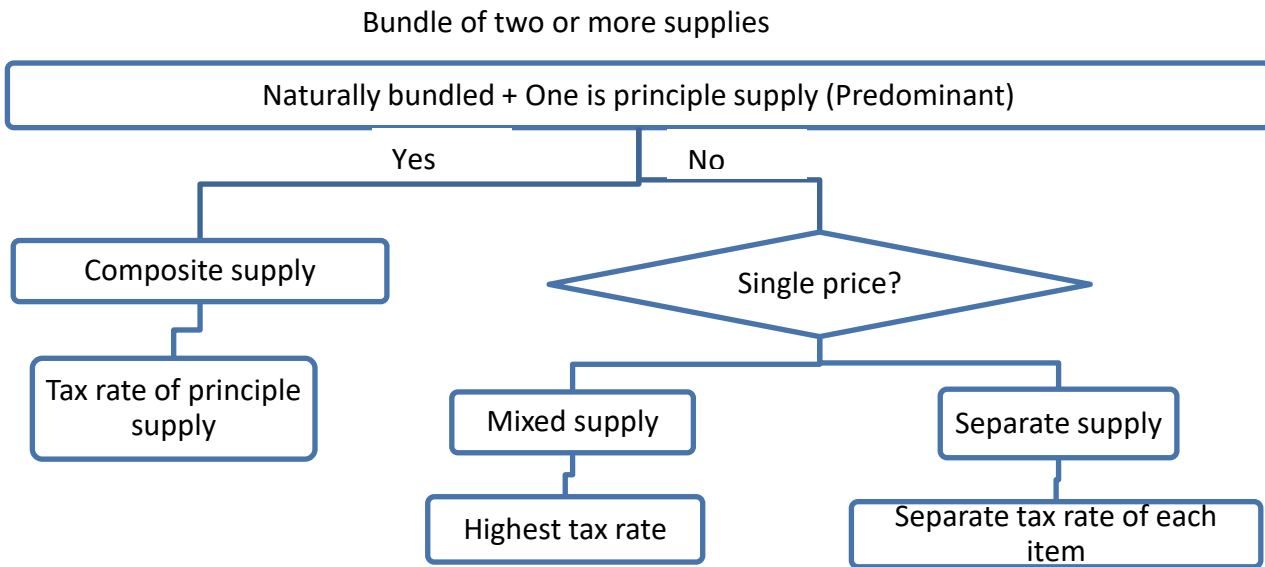 Bundle of two or more supplies
Naturally bundled + One is principle supply (Predominant)
Yes
No
Composite supply
Single price?
Tax rate of principle
supply
Mixed supply
Separate supply
Highest tax rate
Separate tax rate of each
item